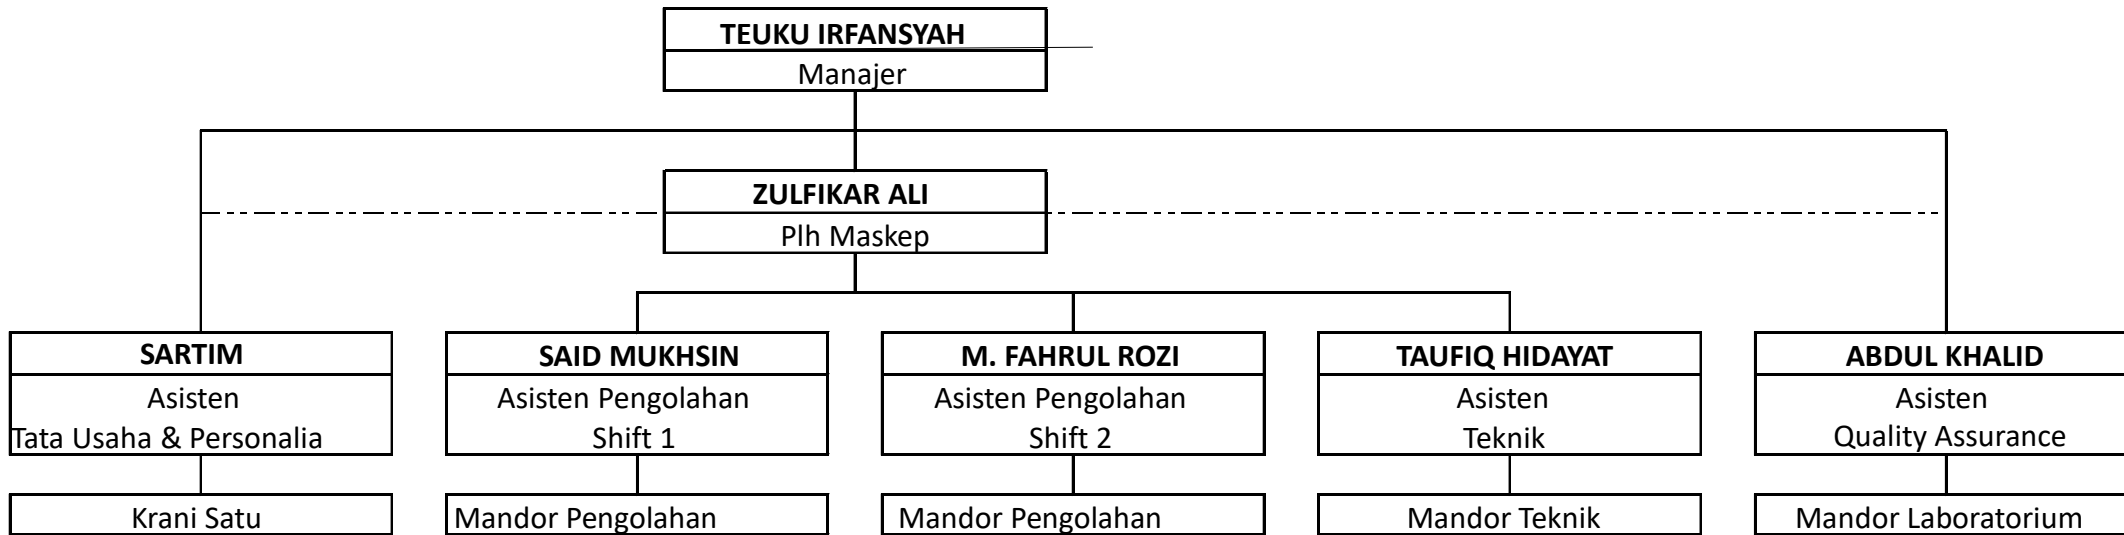 TEUKU IRFANSYAH
Manajer
ZULFIKAR ALI
Plh Maskep
SARTIM
Asisten
Tata Usaha & Personalia
Krani Satu
SAID MUKHSIN
Asisten Pengolahan
Shift 1
Mandor Pengolahan
M. FAHRUL ROZI
Asisten Pengolahan
Shift 2
Mandor Pengolahan
TAUFIQ HIDAYAT
Asisten
Teknik
Mandor Teknik
ABDUL KHALID
Asisten
Quality Assurance
Mandor Laboratorium